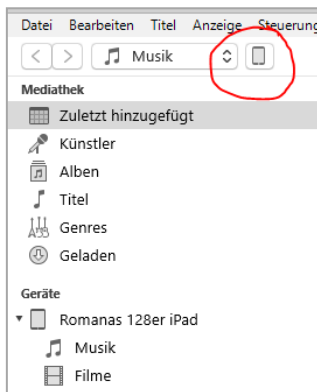 Datei Bearbeiten Titel Anzeige Steuerung
Musik
Mediathek
Zuletzt hinzugefügt
Künstler
Alben
Titel
Genres
Geladen
Geräte
Romanas 128er iPad
Musik
Filme